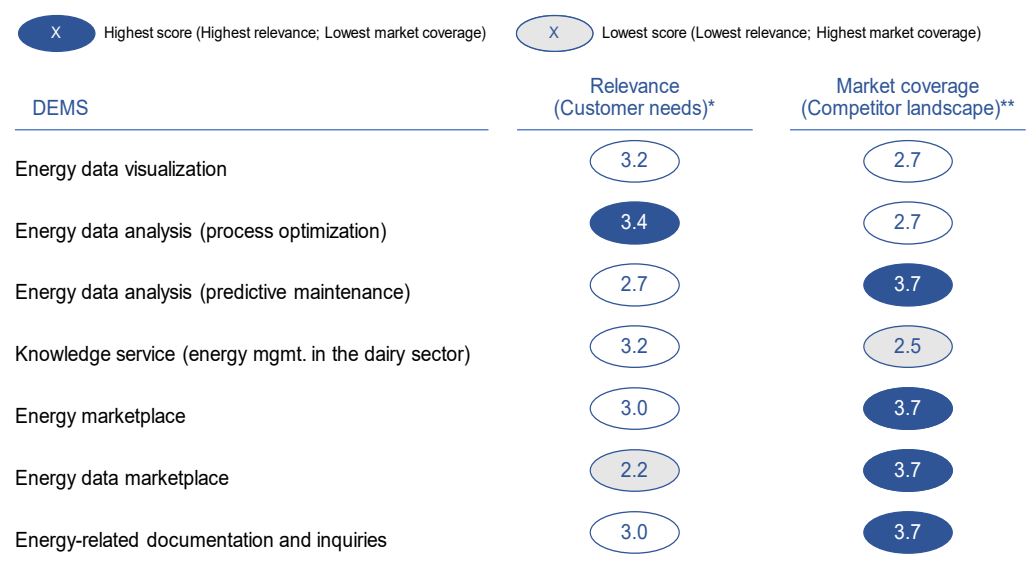 X Highest score (Highest relevance; Lowest market coverage) X Lowest score (Lowest relevance; Highest market coverage)
DEMS
Relevance
(Customer needs)*
Market coverage
(Competitor landscape)**
Energy data visualization 3.2 2.7
Energy data analysis (process optimization) 3.4 2.7
Energy data analysis (predictive maintenance) 2.7 3.7
Knowledge service (energy mgmt. in the dairy sector) 3.2 2.5
Energy marketplace 3.0 3.7
Energy data marketplace 2.2 3.7
Energy-related documentation and inquiries 3.0 3.7